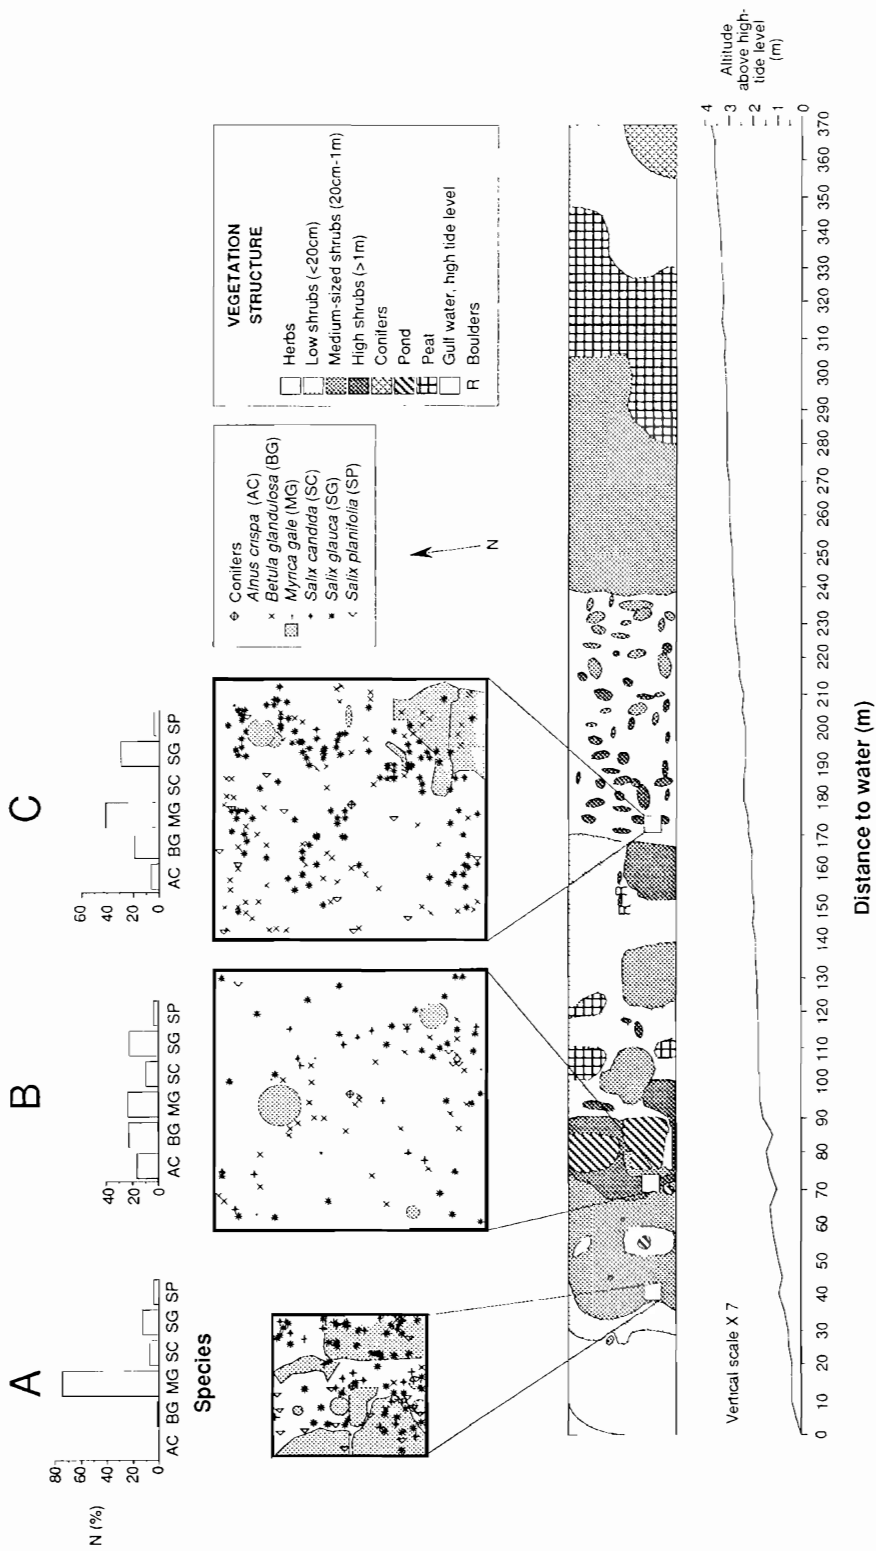 A
B
C
N (%)
80
60
40
20
0
AC BG MG SC SG SP
Species
40
20
0
AC BG MG SC SG SP
60
40
20
0
AC BG MG SC SG SP
Conifers
Alnus crispa (AC)
Betula glandulosa (BG)
Myrica gale (MG)
Salix candida (SC)
Salix glauca (SG)
Salix planifolia (SP)
N
VEGETATION
STRUCTURE
Herbs
Low shrubs (<20cm)
Medium-sized shrubs (20cm-1m)
High shrubs (>1m)
Conifers
Pond
Peat
Gulf water, high tide level
R Boulders
R R
R
Vertical scale X 7
Altitude
above high-
tide level
(m)
4
3
2
1
0
0 10 20 30 40 50 60 70 80 90 100 110 120 130 140 150 160 170 180 190 200 210 220 230 240 250 260 270 280 290 300 310 320 330 340 350 360 370
Distance to water (m)